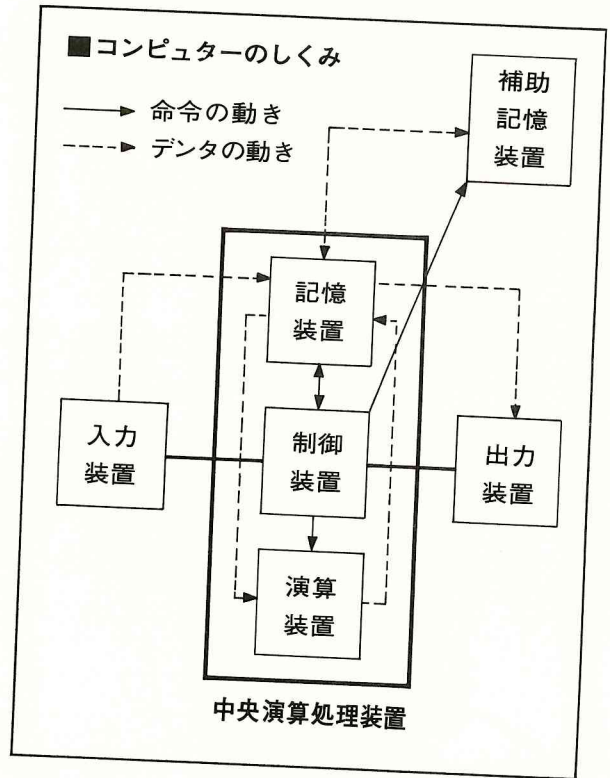 ■コンピュターのしくみ
命令の動き
デンタの動き
補助
記憶
装置
記憶
装置
入力
装置
制御
装置
出力
装置
演算
装置
中央演算処理装置